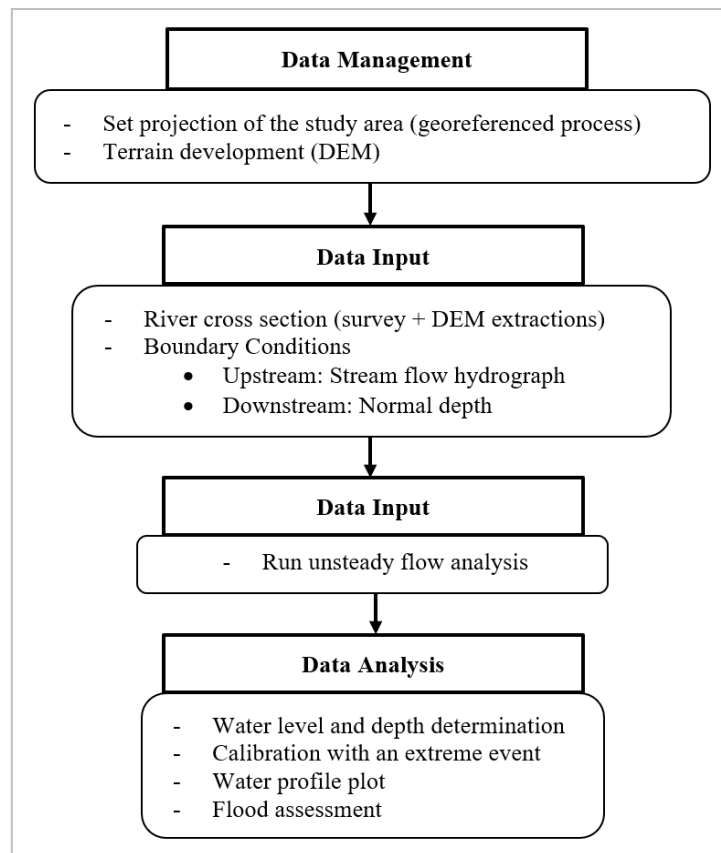 Data Management
- Set projection of the study area (georeferenced process)
- Terrain development (DEM)
Data Input
- River cross section (survey + DEM extractions)
- Boundary Conditions
• Upstream: Stream flow hydrograph
• Downstream: Normal depth
Data Input
- Run unsteady flow analysis
Data Analysis
- Water level and depth determination
- Calibration with an extreme event
- Water profile plot
- Flood assessment